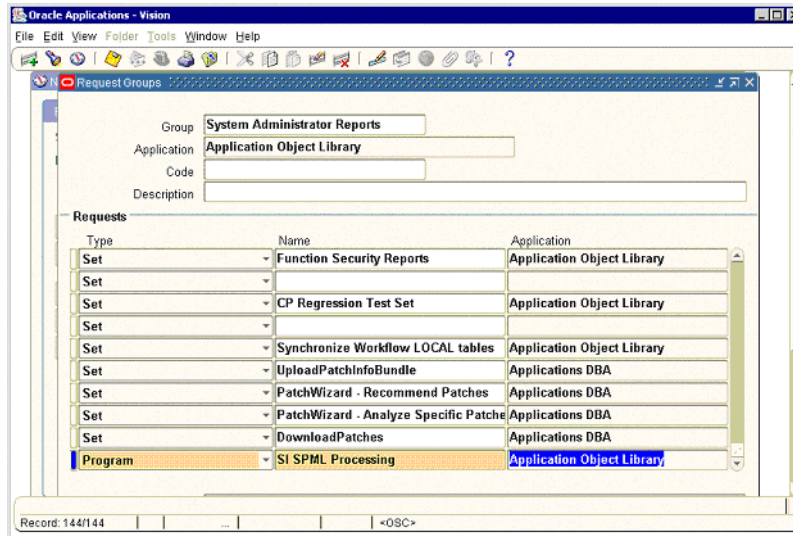 Oracle Applications - Vision
File Edit View Folder Tools Window Help
Request Groups
Group System Administrator Reports
Application Application Object Library
Code
Description
Requests
Type Name Application
Set Function Security Reports Application Object Library
Set
Set CP Regression Test Set Application Object Library
Set
Set Synchronize Workflow LOCAL tables Application Object Library
Set UploadPatchInfoBundle Applications DBA
Set PatchWizard - Recommend Patches Applications DBA
Set PatchWizard - Analyze Specific Patche Applications DBA
Set DownloadPatches Applications DBA
Program SI SPML Processing Application Object Library
Record: 144/144 ... <OSC>